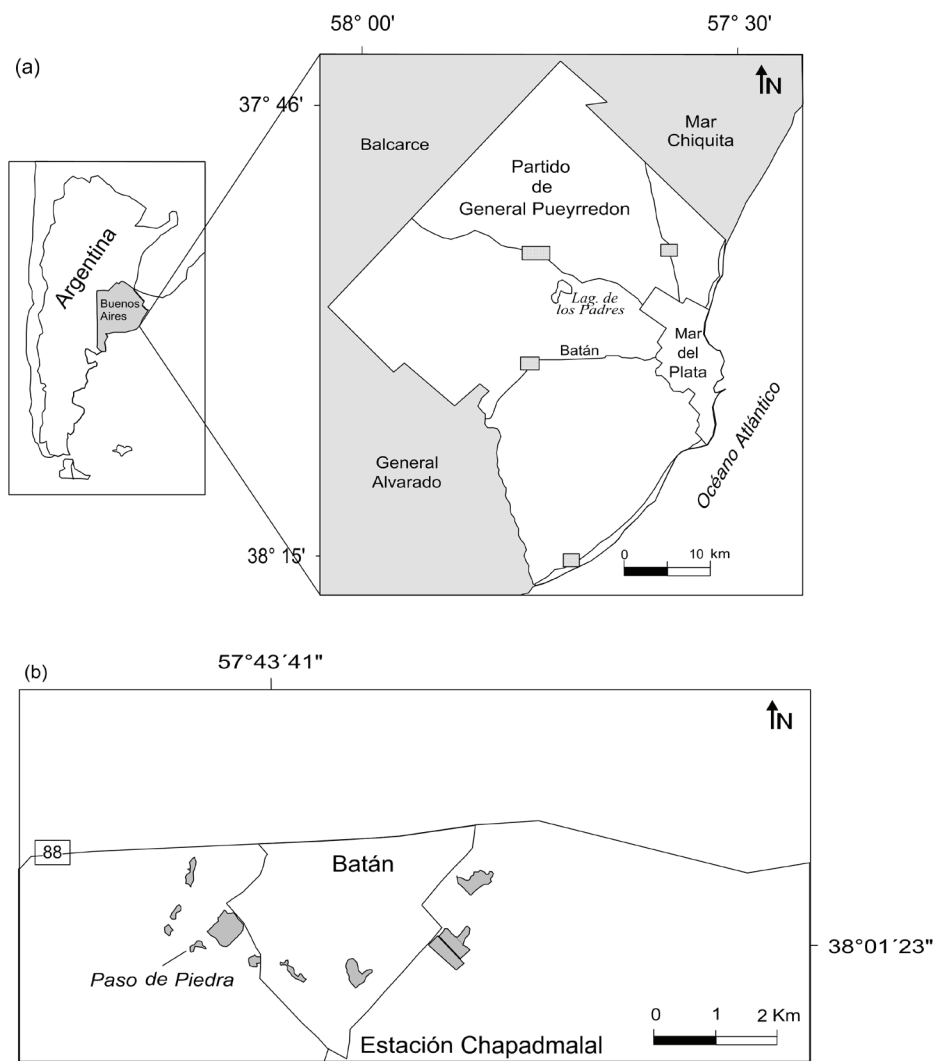 (a)
58° 00'
57° 30'
37° 46'
N
Balcarce
Mar
Chiquita
Partido
de
General Pueyrredon
Argentina
Buenos
Aires
Lag. de
los Padres
Batán
Mar
del
Plata
General
Alvarado
Océano Atlántico
38° 15'
0 10 km
(b)
57°43´41"
N
88
Batán
Paso de Piedra
38°01´23"
0 1 2 Km
Estación Chapadmalal